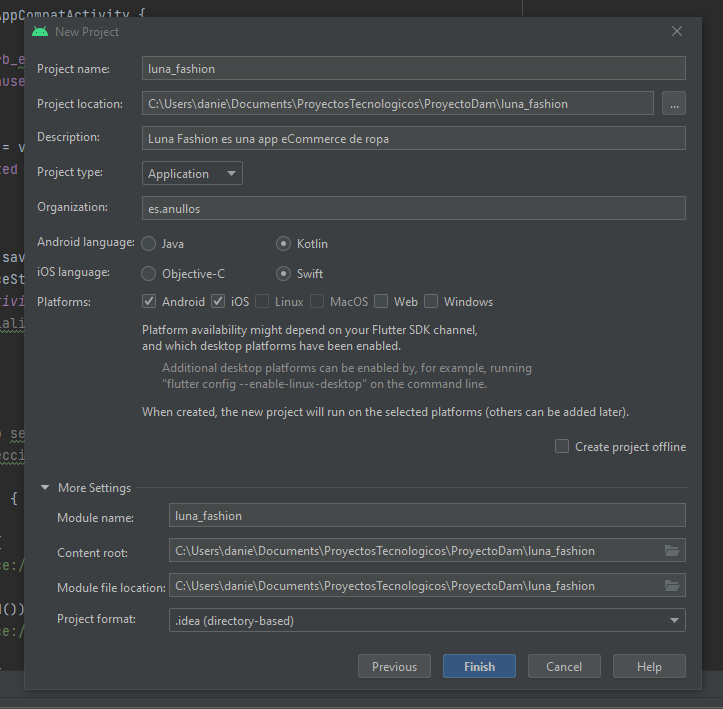 AppCompatActivity {
New Project
Project name: luna_fashion
Project location: C:\Users\danie\Documents\ProyectosTecnologicos\ProyectoDam\luna_fashion ...
Description: Luna Fashion es una app eCommerce de ropa
Project type: Application
Organization: es.anullos
Android language: Java Kotlin
iOS language: Objective-C Swift
Platforms: Android iOS Linux MacOS Web Windows
Platform availability might depend on your Flutter SDK channel,
and which desktop platforms have been enabled.
Additional desktop platforms can be enabled by, for example, running
"flutter config --enable-linux-desktop" on the command line.
When created, the new project will run on the selected platforms (others can be added later).
Create project offline
More Settings
Module name: luna_fashion
Content root: C:\Users\danie\Documents\ProyectosTecnologicos\ProyectoDam\luna_fashion
Module file location: C:\Users\danie\Documents\ProyectosTecnologicos\ProyectoDam\luna_fashion
Project format: .idea (directory-based)
Previous Finish Cancel Help